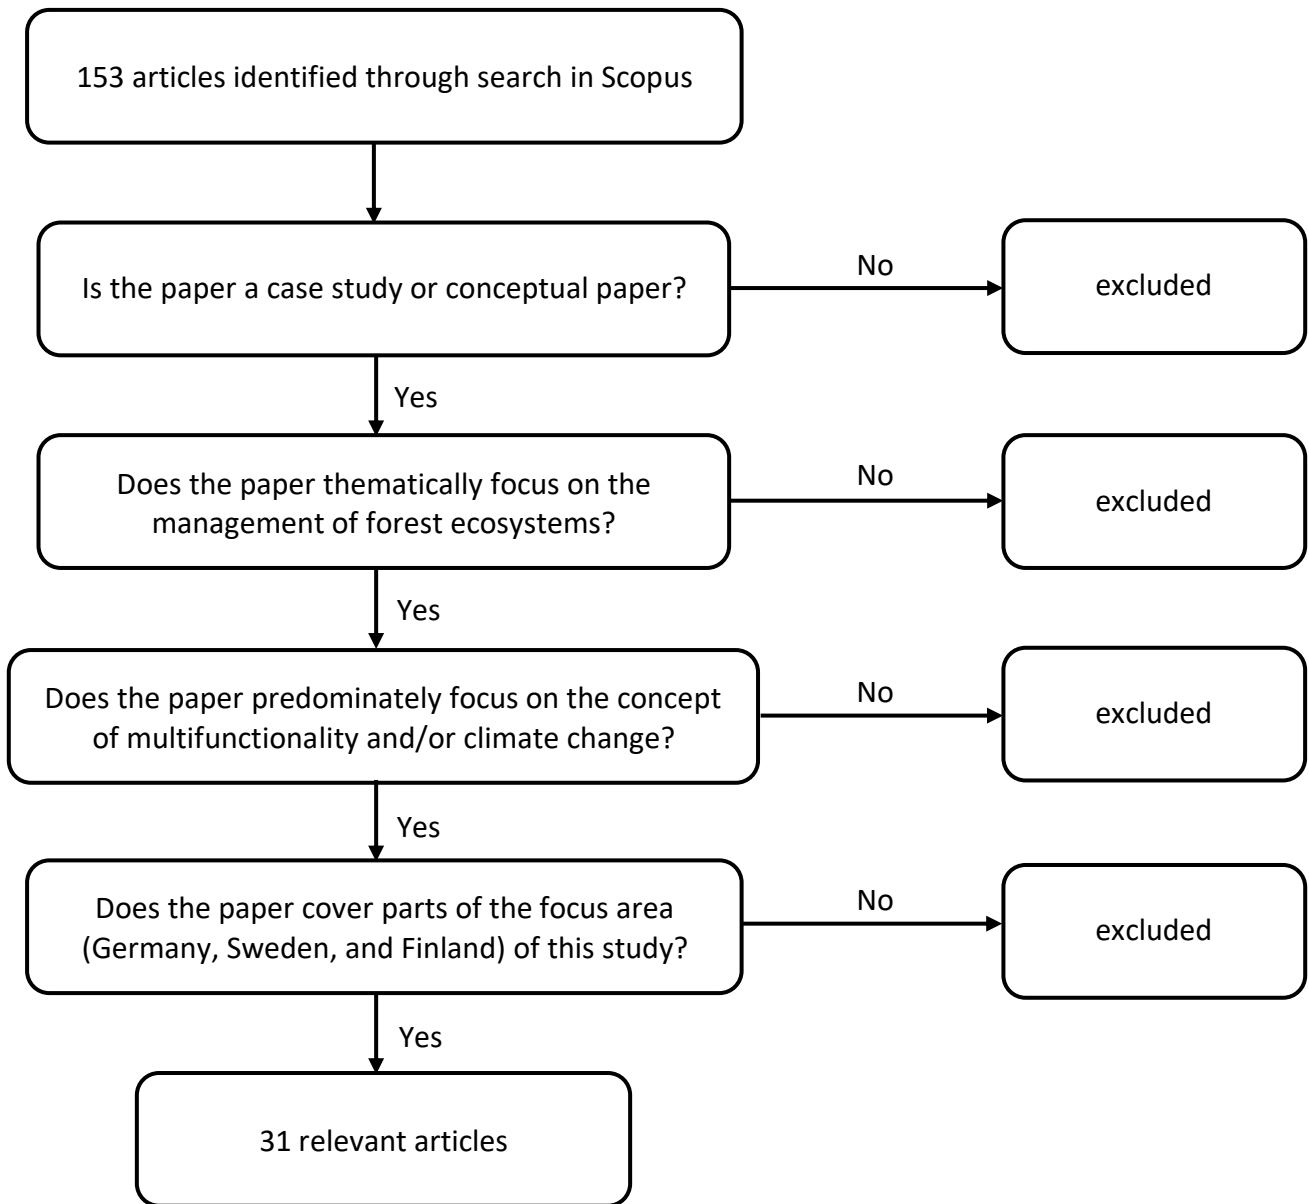 153 articles identified through search in Scopus
Is the paper a case study or conceptual paper?
No
excluded
Yes
Does the paper thematically focus on the
management of forest ecosystems?
No
excluded
Yes
Does the paper predominately focus on the concept
of multifunctionality and/or climate change?
No
excluded
Yes
Does the paper cover parts of the focus area
(Germany, Sweden, and Finland) of this study?
No
excluded
Yes
31 relevant articles